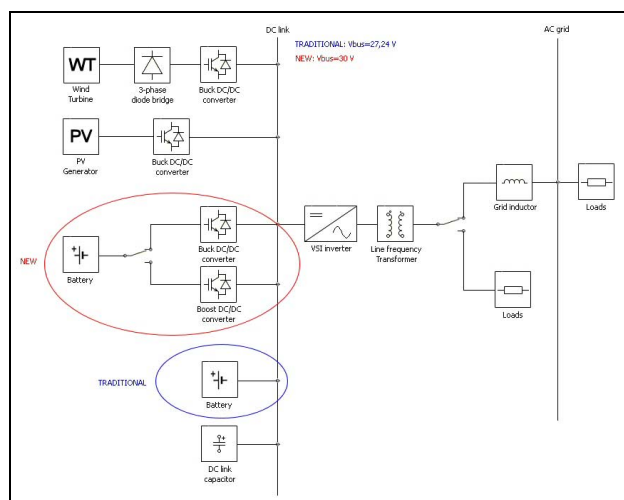 DC link
AC grid
TRADITIONAL: Vbus=27,24 V
NEW: Vbus=30 V
WT
Wind
Turbine
3-phase
diode bridge
Buck DC/DC
converter
PV
PV
Generator
Buck DC/DC
converter
NEW
Battery
Buck DC/DC
converter
Boost DC/DC
converter
VSI inverter
Line frequency
Transformer
Grid inductor
Loads
Loads
TRADITIONAL
Battery
DC link
capacitor